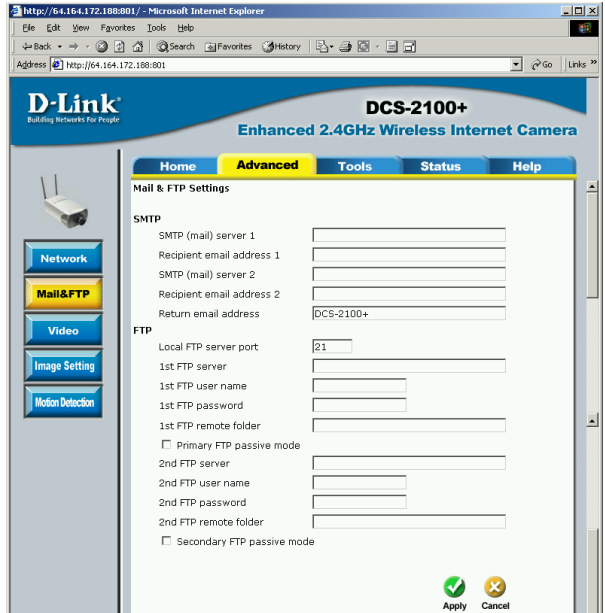 http://64.164.172.188:801/ - Microsoft Internet Explorer
File Edit View Favorites Tools Help
Back Search Favorites History
Address http://64.164.172.188:801 Go Links »
D-Link
Building Networks For People
DCS-2100+
Enhanced 2.4GHz Wireless Internet Camera
Home Advanced Tools Status Help
Network
Mail&FTP
Video
Image Setting
Motion Detection
Mail & FTP Settings
SMTP
SMTP (mail) server 1
Recipient email address 1
SMTP (mail) server 2
Recipient email address 2
Return email address DCS-2100+
FTP
Local FTP server port 21
1st FTP server
1st FTP user name
1st FTP password
1st FTP remote folder
Primary FTP passive mode
2nd FTP server
2nd FTP user name
2nd FTP password
2nd FTP remote folder
Secondary FTP passive mode
Apply Cancel